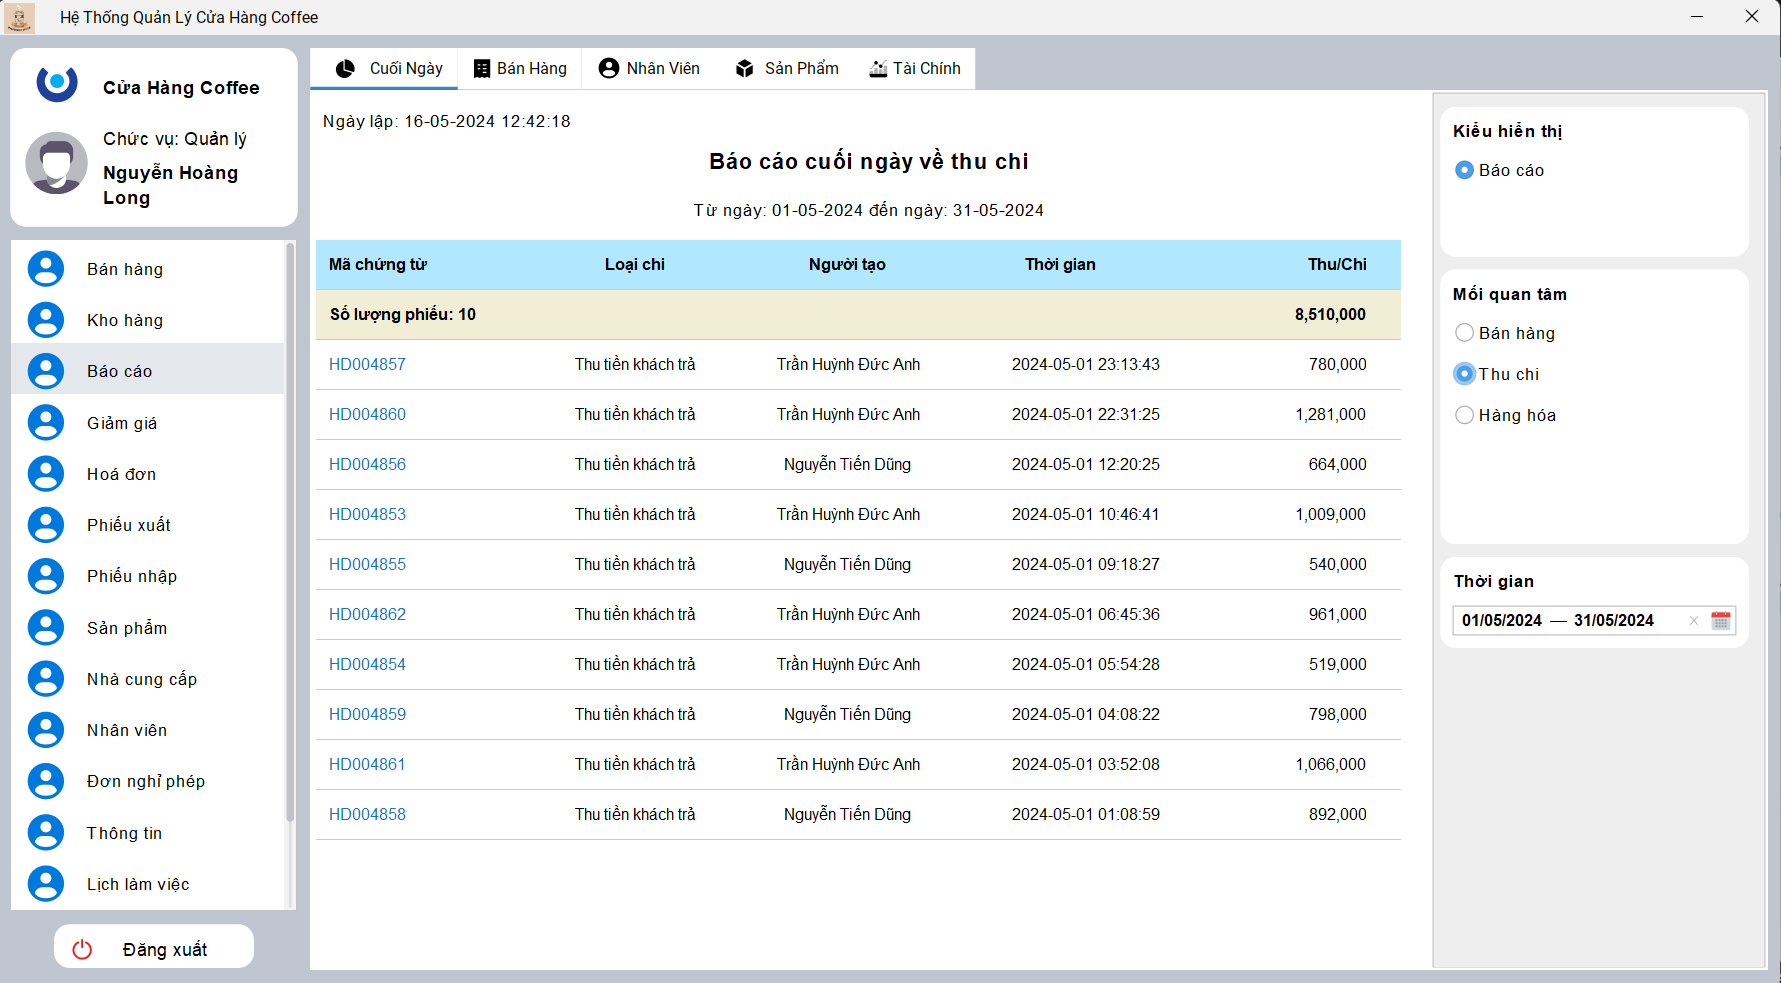 Hệ Thống Quản Lý Cửa Hàng Coffee
Cửa Hàng Coffee
Chức vụ: Quản lý
Nguyễn Hoàng
Long
Bán hàng
Kho hàng
Báo cáo
Giảm giá
Hoá đơn
Phiếu xuất
Phiếu nhập
Sản phẩm
Nhà cung cấp
Nhân viên
Đơn nghỉ phép
Thông tin
Lịch làm việc
Đăng xuất
Cuối Ngày Bán Hàng Nhân Viên Sản Phẩm Tài Chính
Ngày lập: 16-05-2024 12:42:18
Báo cáo cuối ngày về thu chi
Từ ngày: 01-05-2024 đến ngày: 31-05-2024
Mã chứng từ Loại chi Người tạo Thời gian Thu/Chi
Số lượng phiếu: 10 8,510,000
HD004857 Thu tiền khách trả Trần Huỳnh Đức Anh 2024-05-01 23:13:43 780,000
HD004860 Thu tiền khách trả Trần Huỳnh Đức Anh 2024-05-01 22:31:25 1,281,000
HD004856 Thu tiền khách trả Nguyễn Tiến Dũng 2024-05-01 12:20:25 664,000
HD004853 Thu tiền khách trả Trần Huỳnh Đức Anh 2024-05-01 10:46:41 1,009,000
HD004855 Thu tiền khách trả Nguyễn Tiến Dũng 2024-05-01 09:18:27 540,000
HD004862 Thu tiền khách trả Trần Huỳnh Đức Anh 2024-05-01 06:45:36 961,000
HD004854 Thu tiền khách trả Trần Huỳnh Đức Anh 2024-05-01 05:54:28 519,000
HD004859 Thu tiền khách trả Nguyễn Tiến Dũng 2024-05-01 04:08:22 798,000
HD004861 Thu tiền khách trả Trần Huỳnh Đức Anh 2024-05-01 03:52:08 1,066,000
HD004858 Thu tiền khách trả Nguyễn Tiến Dũng 2024-05-01 01:08:59 892,000
Kiểu hiển thị
Báo cáo
Mối quan tâm
Bán hàng
Thu chi
Hàng hóa
Thời gian
01/05/2024 — 31/05/2024